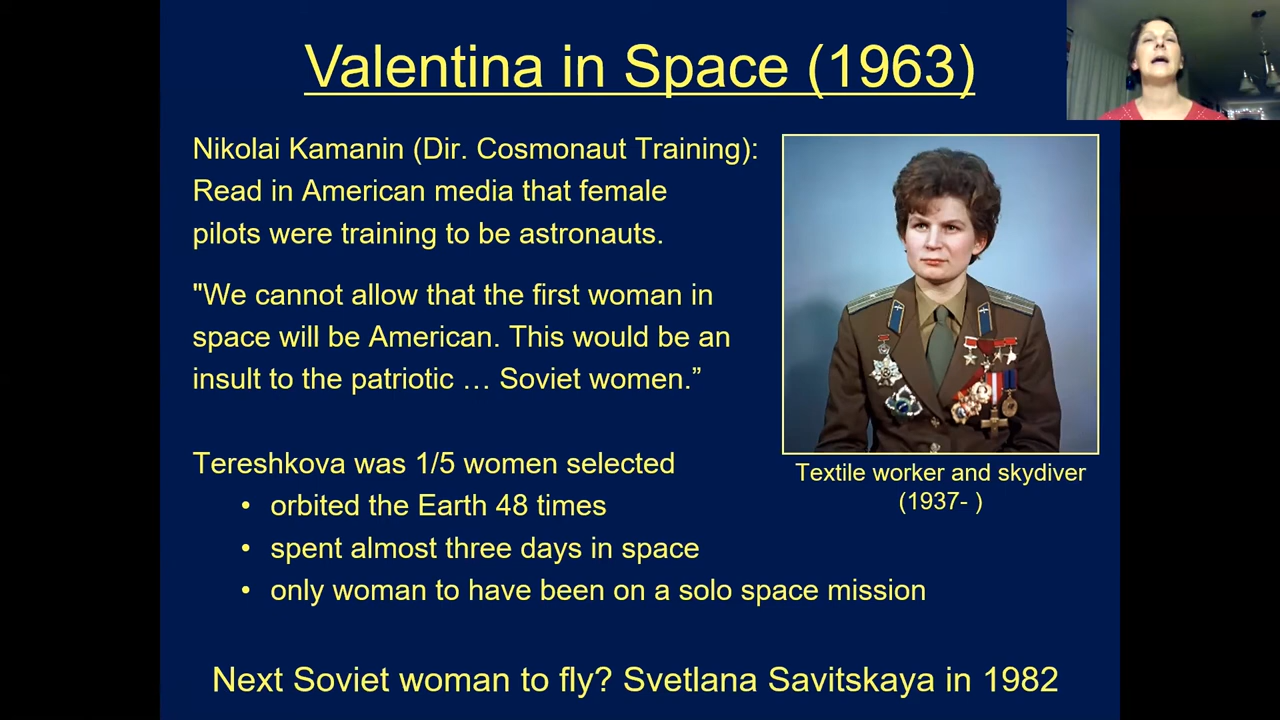 Valentina in Space (1963)
Nikolai Kamanin (Dir. Cosmonaut Training):
Read in American media that female
pilots were training to be astronauts.
"We cannot allow that the first woman in
space will be American. This would be an
insult to the patriotic … Soviet women.”
Textile worker and skydiver
(1937- )
Tereshkova was 1/5 women selected
• orbited the Earth 48 times
• spent almost three days in space
• only woman to have been on a solo space mission
Next Soviet woman to fly? Svetlana Savitskaya in 1982